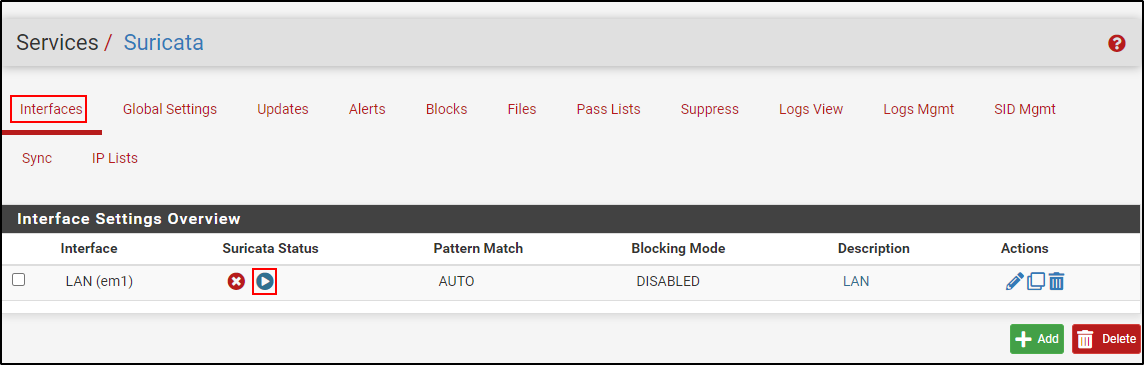 Services / Suricata
Interfaces Global Settings Updates Alerts Blocks Files Pass Lists Suppress Logs View Logs Mgmt SID Mgmt
Sync IP Lists
Interface Settings Overview
Interface Suricata Status Pattern Match Blocking Mode Description Actions
LAN (em1) AUTO DISABLED LAN
Add Delete